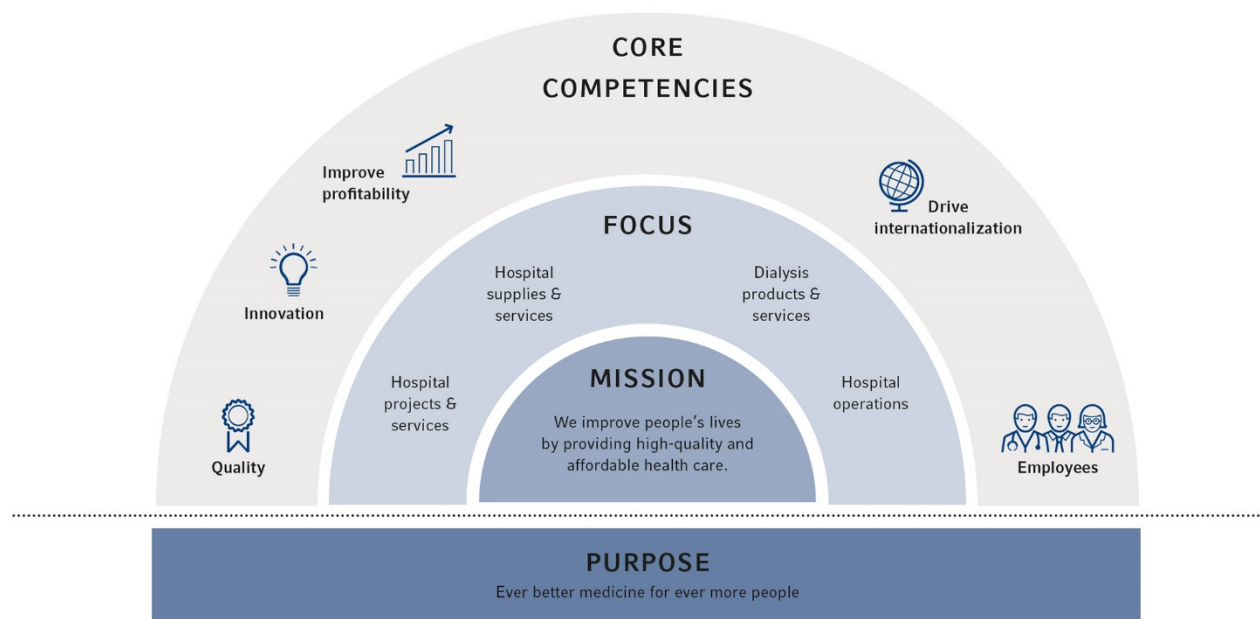 CORE
COMPETENCIES
Improve
profitability
Drive
internationalization
Innovation
Quality
Employees
FOCUS
Hospital
supplies &
services
Dialysis
products &
services
Hospital
projects &
services
Hospital
operations
MISSION
We improve people's lives
by providing high-quality and
affordable health care.
PURPOSE
Ever better medicine for ever more people